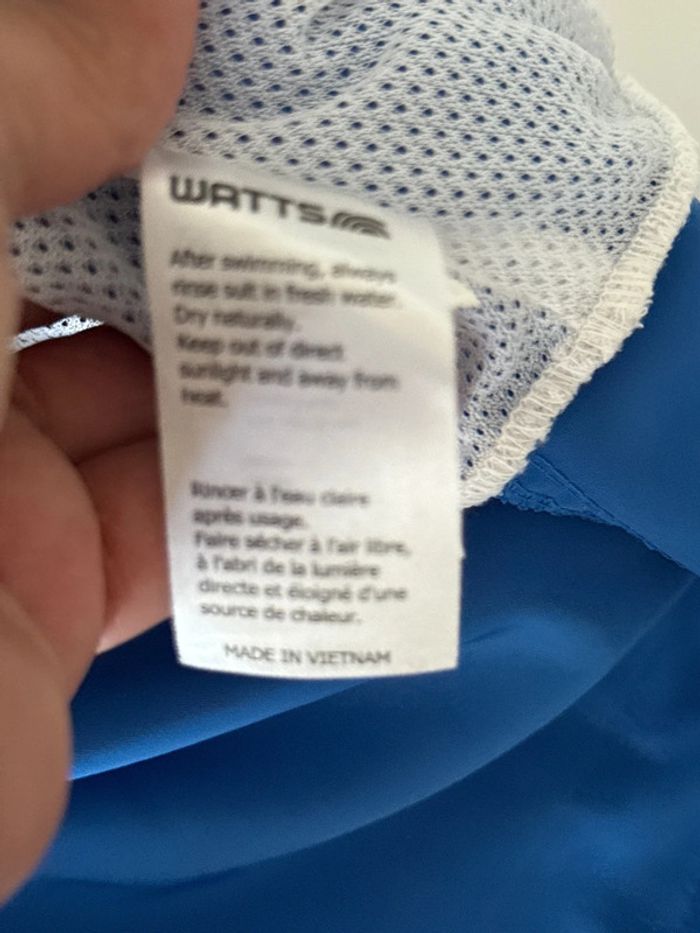 WATTS
After swimming, always
rinse suit in fresh water.
Dry naturally.
Keep out of direct
sunlight and away from
heat.
Rincer à l'eau claire
après usage.
Faire sécher à l'air libre,
à l'abri de la lumière
directe et éloigné d'une
source de chaleur.
MADE IN VIETNAM